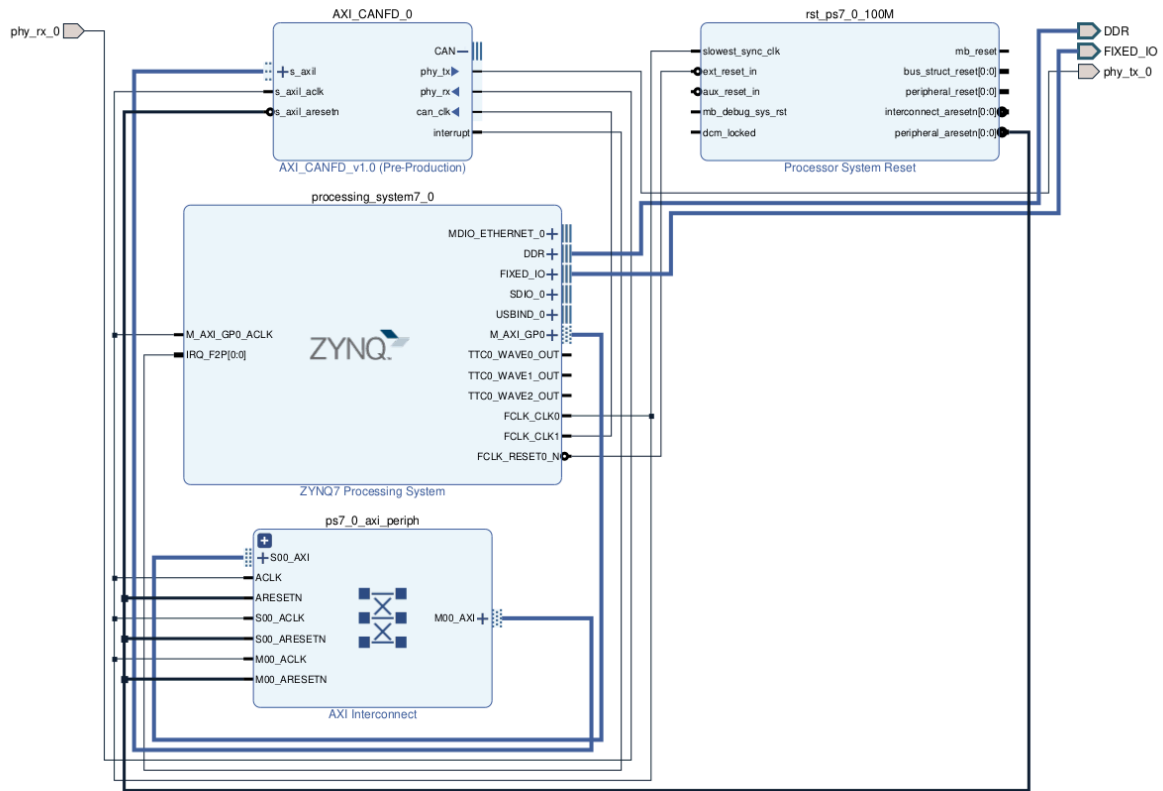 phy_rx_0
AXI_CANFD_0
CAN
s_axil
phy_tx
s_axil_aclk
phy_rx
s_axil_aresetn
can_clk
interrupt
AXI_CANFD_v1.0 (Pre-Production)
rst_ps7_0_100M
slowest_sync_clk
mb_reset
ext_reset_in
bus_struct_reset[0:0]
aux_reset_in
peripheral_reset[0:0]
mb_debug_sys_rst
interconnect_aresetn[0:0]
dcm_locked
peripheral_aresetn[0:0]
Processor System Reset
DDR
FIXED_IO
phy_tx_0
processing_system7_0
MDIO_ETHERNET_0
DDR
FIXED_IO
SDIO_0
USBIND_0
M_AXI_GP0_ACLK
M_AXI_GP0
IRQ_F2P[0:0]
TTC0_WAVE0_OUT
TTC0_WAVE1_OUT
TTC0_WAVE2_OUT
FCLK_CLK0
FCLK_CLK1
FCLK_RESET0_N
ZYNQ
ZYNQ7 Processing System
ps7_0_axi_periph
S00_AXI
ACLK
ARESETN
S00_ACLK
M00_AXI
S00_ARESETN
M00_ACLK
M00_ARESETN
AXI Interconnect